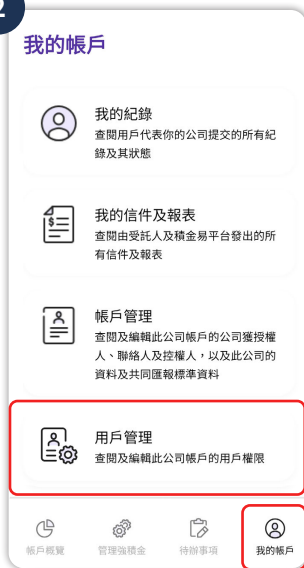 2
我的帳戶
我的紀錄
查閱用戶代表你的公司提交的所有紀
錄及其狀態
我的信件及報表
查閱由受託人及積金易平台發出的所
有信件及報表
帳戶管理
查閱及編輯此公司帳戶的公司獲授權
人、聯絡人及控權人，以及此公司的
資料及共同匯報標準資料
用戶管理
查閱及編輯此公司帳戶的用戶權限
帳戶概覽
管理強積金
待辦事項
我的帳戶